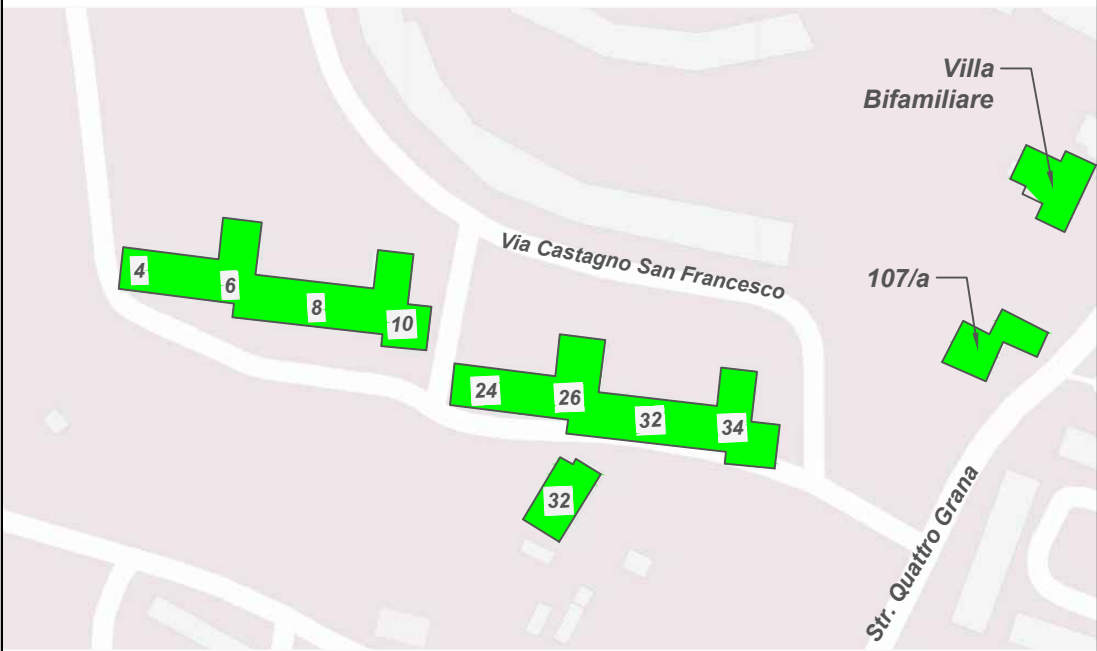 Villa
Bifamiliare
Via Castagno San Francesco
107/a
4
6
8
10
24
26
32
34
32
Str. Quattro Grana